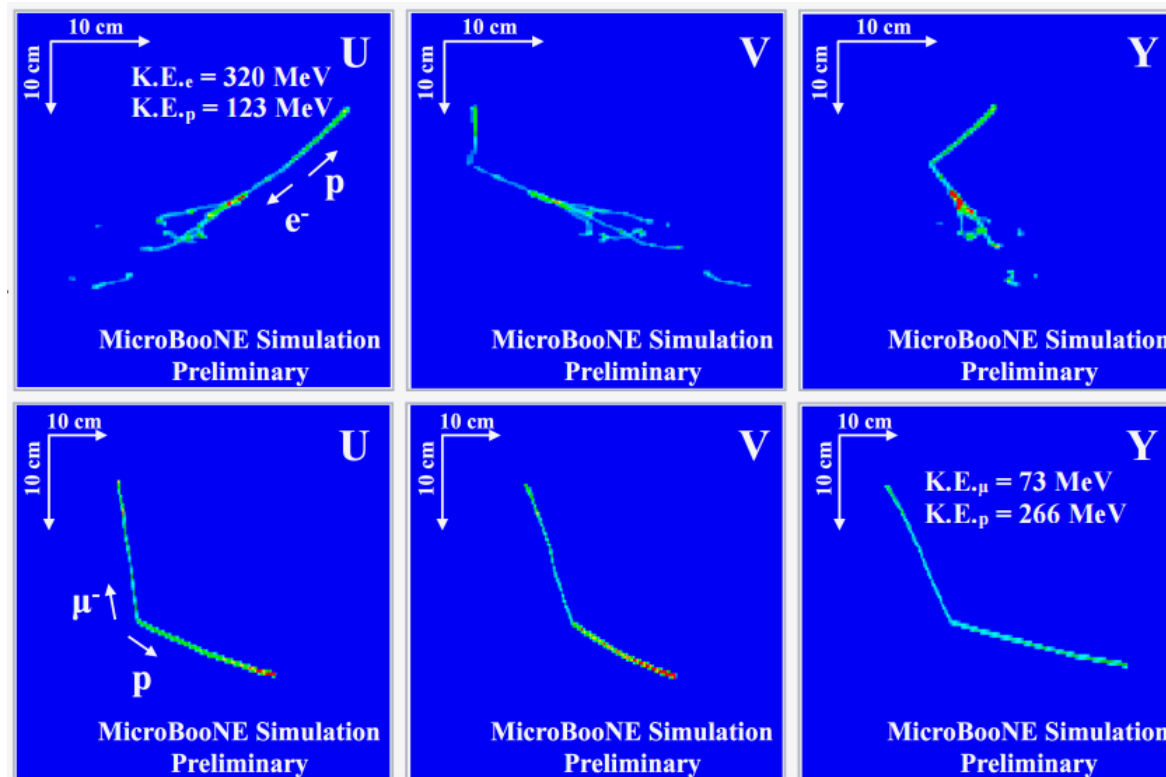 10 cm
U
10 cm
K.E.e = 320 MeV
K.E.p = 123 MeV
p
e-
MicroBooNE Simulation
Preliminary
10 cm
V
10 cm
MicroBooNE Simulation
Preliminary
10 cm
Y
10 cm
MicroBooNE Simulation
Preliminary
10 cm
U
10 cm
μ-
p
MicroBooNE Simulation
Preliminary
10 cm
V
10 cm
MicroBooNE Simulation
Preliminary
10 cm
Y
10 cm
K.E.μ = 73 MeV
K.E.p = 266 MeV
MicroBooNE Simulation
Preliminary